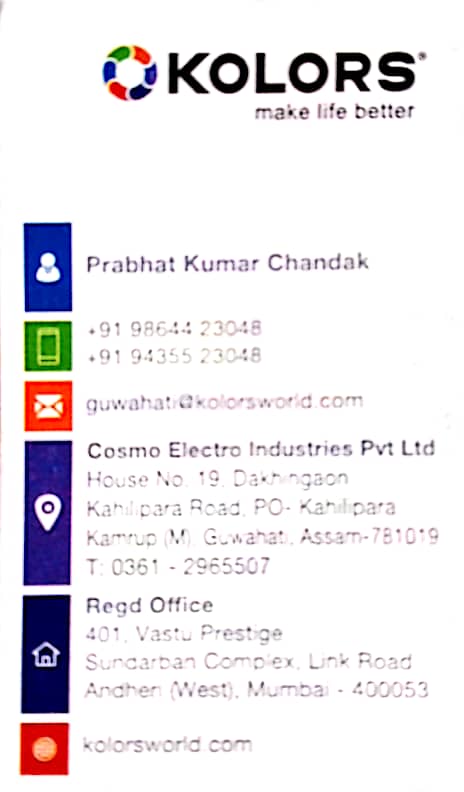 KOLORS®
make life better
Prabhat Kumar Chandak
+91 98644 23048
+91 94355 23048
guwahati@kolorsworld.com
Cosmo Electro Industries Pvt Ltd
House No. 19, Dakhingaon
Kahilipara Road, PO- Kahilipara
Kamrup (M), Guwahati, Assam-781019
T: 0361 - 2965507
Regd Office
401, Vastu Prestige
Sundarban Complex, Link Road
Andheri (West), Mumbai - 400053
kolorsworld.com